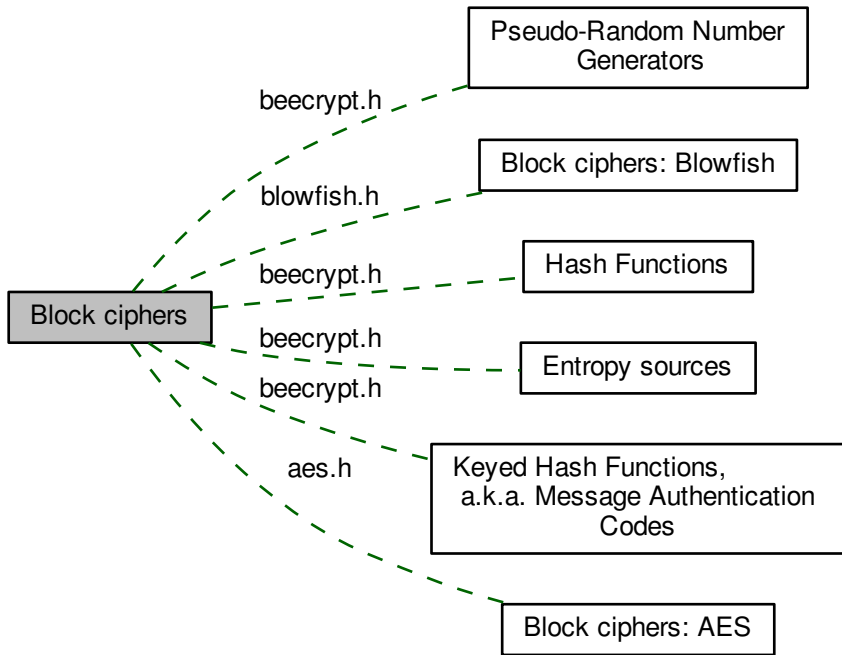 Pseudo-Random Number
Generators
beecrypt.h
Block ciphers: Blowfish
blowfish.h
Hash Functions
beecrypt.h
Block ciphers
beecrypt.h
Entropy sources
beecrypt.h
Keyed Hash Functions,
a.k.a. Message Authentication
Codes
aes.h
Block ciphers: AES